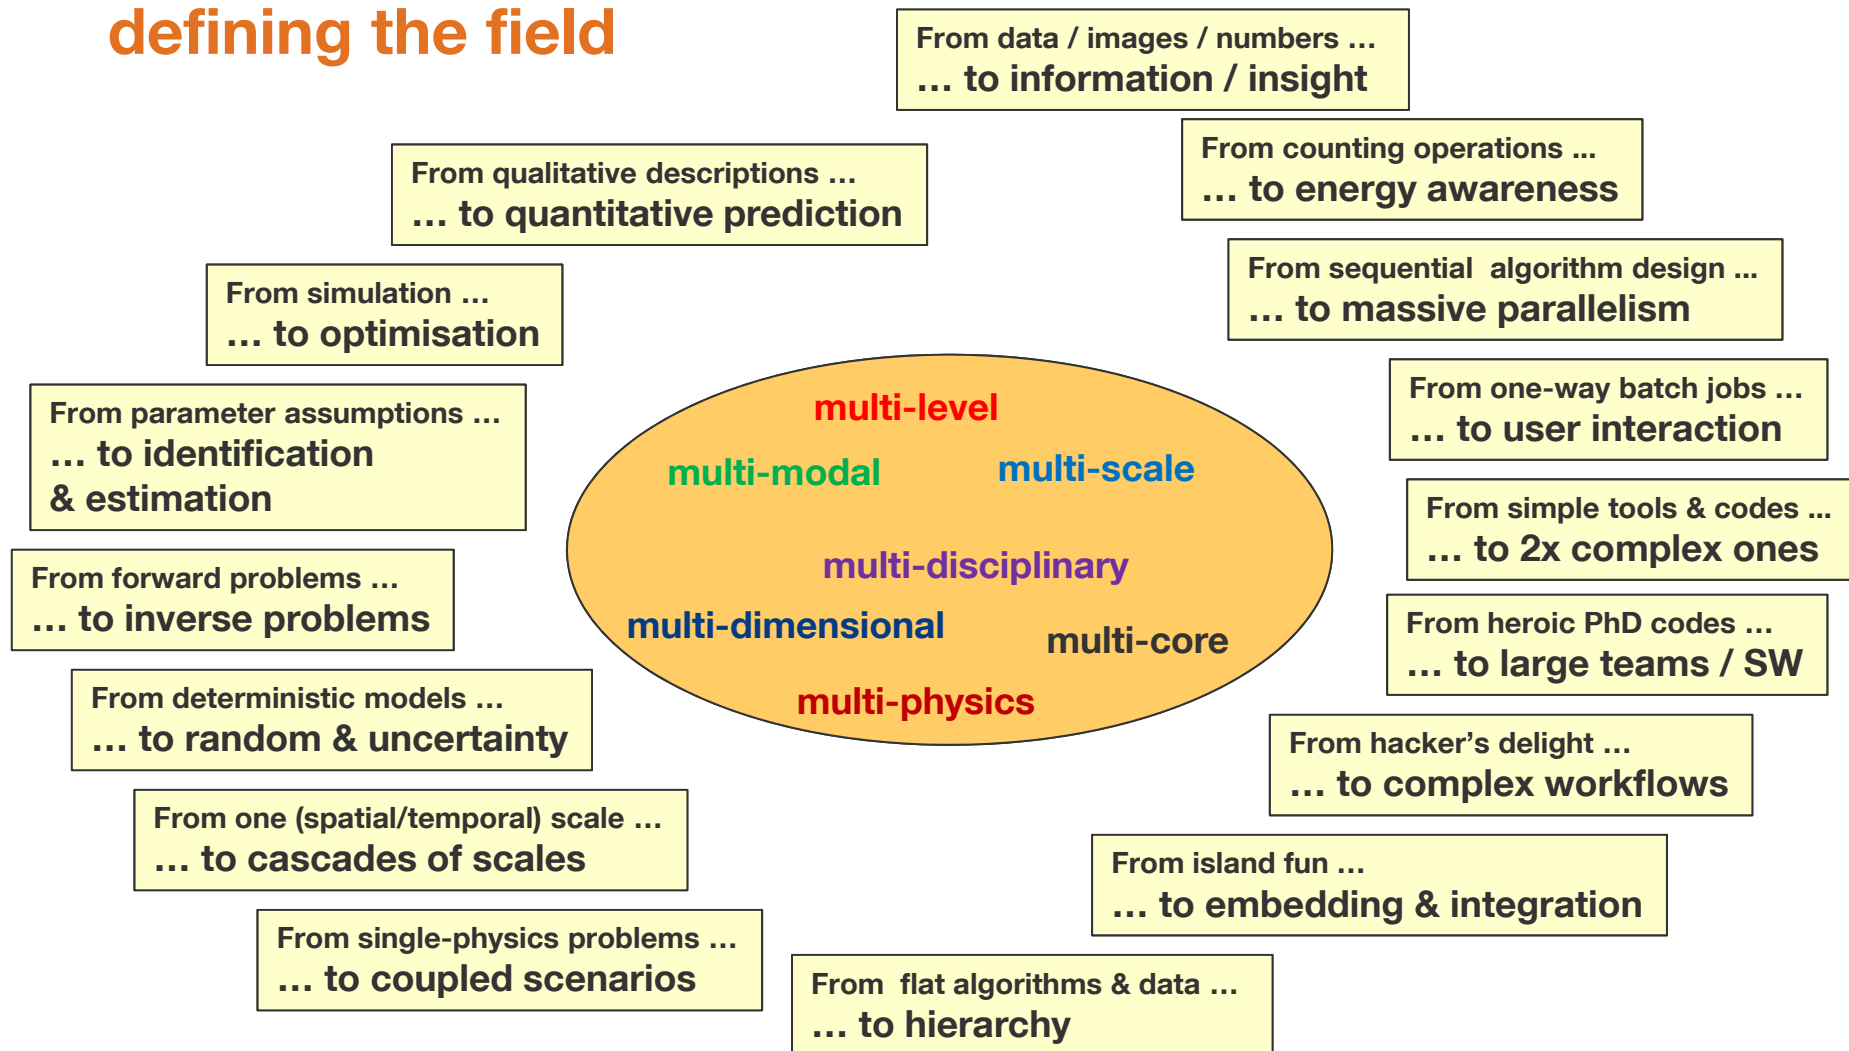 defining the field
From data / images / numbers …
… to information / insight
From counting operations ...
… to energy awareness
From qualitative descriptions …
… to quantitative prediction
From sequential  algorithm design ...
… to massive parallelism
From simulation …
… to optimisation
From one-way batch jobs …
… to user interaction
From parameter assumptions …
… to identification
& estimation
multi-level
multi-modal
multi-scale
multi-disciplinary
multi-dimensional
multi-core
multi-physics
From simple tools & codes ...
… to 2x complex ones
From forward problems …
… to inverse problems
From heroic PhD codes …
… to large teams / SW
From deterministic models …
… to random & uncertainty
From hacker’s delight …
… to complex workflows
From one (spatial/temporal) scale …
… to cascades of scales
From island fun …
… to embedding & integration
From single-physics problems …
… to coupled scenarios
From  flat algorithms & data …
… to hierarchy